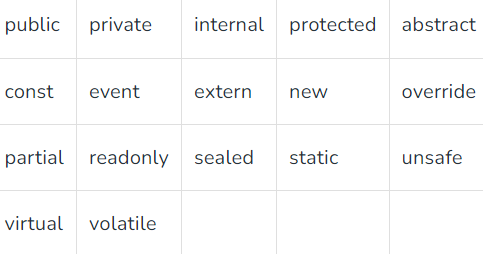 public private internal protected abstract
const event extern new override
partial readonly sealed static unsafe
virtual volatile